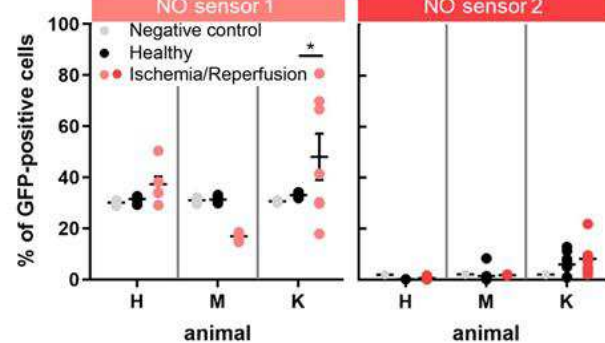 NO sensor 1
NO sensor 2
% of GFP-positive cells
100
80
60
40
20
0
Negative control
Healthy
Ischemia/Reperfusion
*
H M K
H M K
animal
animal